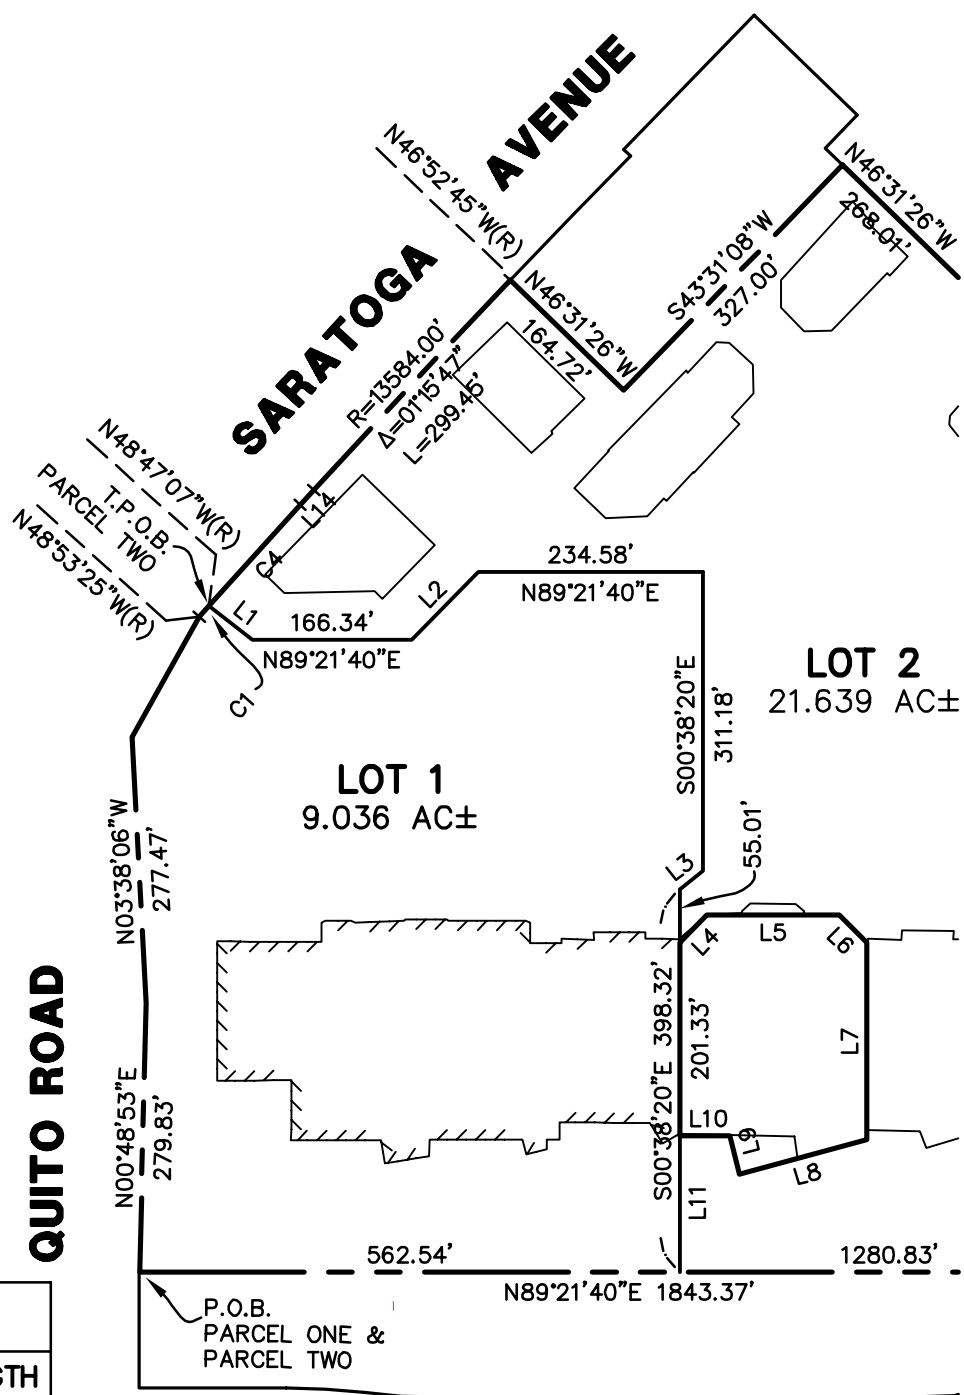 SARATOGA AVENUE
N46°52'45"W(R)
N46°31'26"W
268.01'
S43°31'08"W
327.00'
N46°31'26"W
164.72'
R=13584.00'
Δ=01°15'47"
L=299.45'
N48°47'07"W(R)
T.P.O.B.
PARCEL TWO
N48°53'25"W(R)
L14
C4
L1
L2
166.34'
N89°21'40"E
234.58'
N89°21'40"E
C1
LOT 2
21.639 AC±
S00°38'20"E
311.18'
LOT 1
9.036 AC±
55.01'
L3
N03°38'06"W
277.47'
L4
L5
L6
L7
S00°38'20"E 398.32'
201.33'
L10
L9
L8
L11
QUITO ROAD
N00°48'53"E
279.83'
562.54'
1280.83'
N89°21'40"E 1843.37'
P.O.B.
PARCEL ONE &
PARCEL TWO
GTH